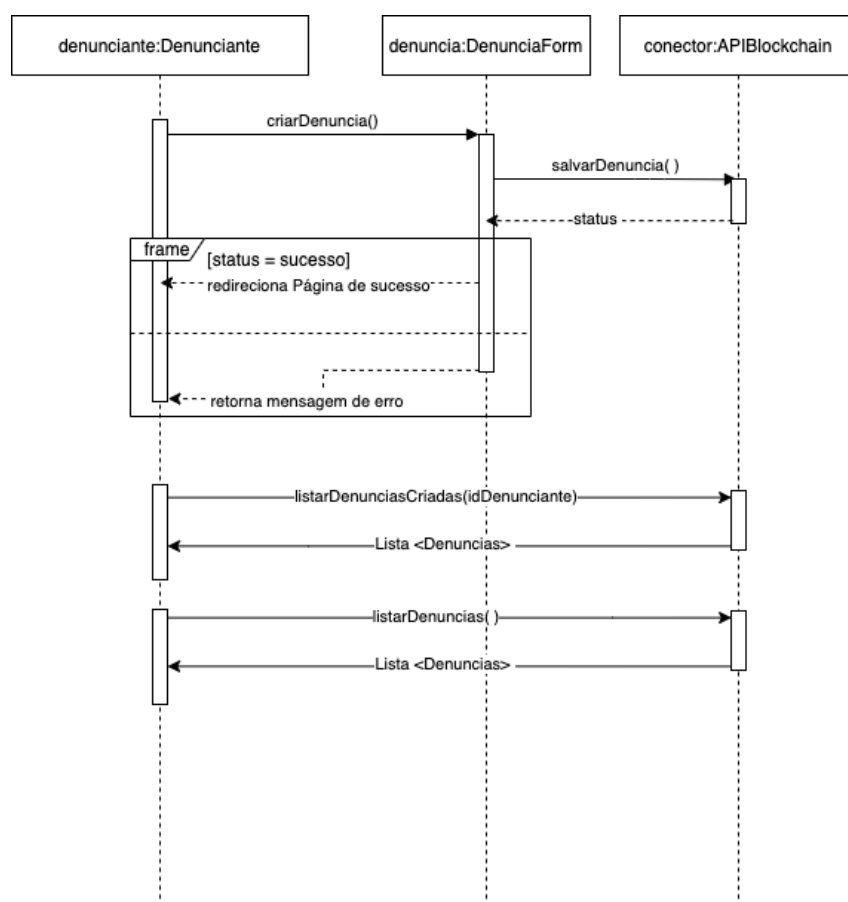 denunciante:Denunciante
denuncia:DenunciaForm
conector:APIBlockchain
criarDenuncia()
salvarDenuncia( )
status
frame
[status = sucesso]
redireciona Página de sucesso
retorna mensagem de erro
listarDenunciasCriadas(idDenunciante)
Lista <Denuncias>
listarDenuncias( )
Lista <Denuncias>